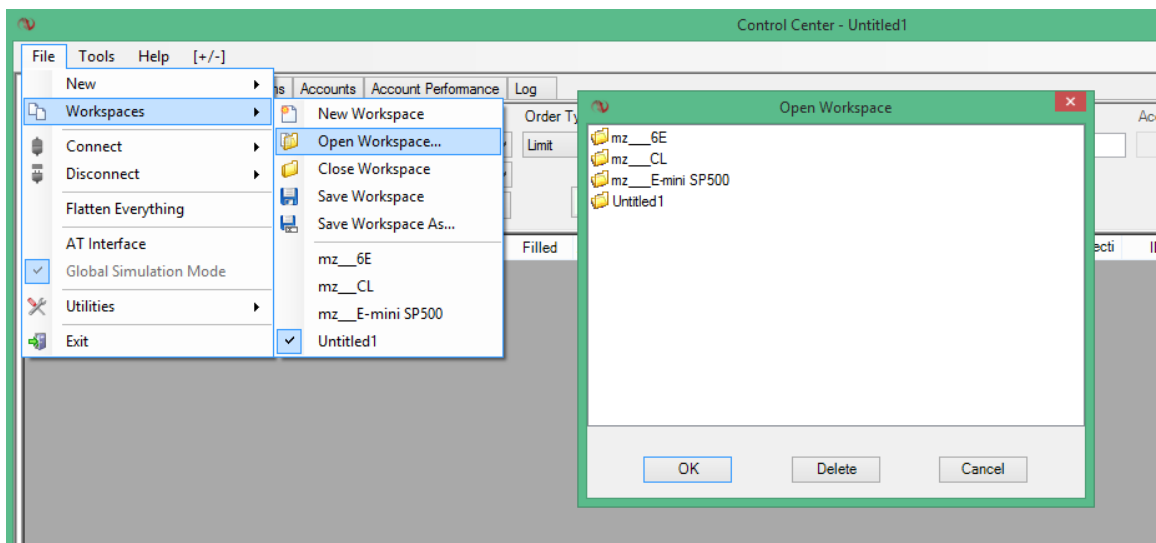 Control Center - Untitled1
File Tools Help [+/-]
New
Workspaces
Connect
Disconnect
Flatten Everything
AT Interface
Global Simulation Mode
Utilities
Exit
Accounts Account Performance Log
New Workspace
Open Workspace...
Close Workspace
Save Workspace
Save Workspace As...
mz__6E
mz__CL
mz__E-mini SP500
Untitled1
Order Ty
Limit
Filled
Open Workspace
mz___6E
mz___CL
mz___E-mini SP500
Untitled1
OK Delete Cancel